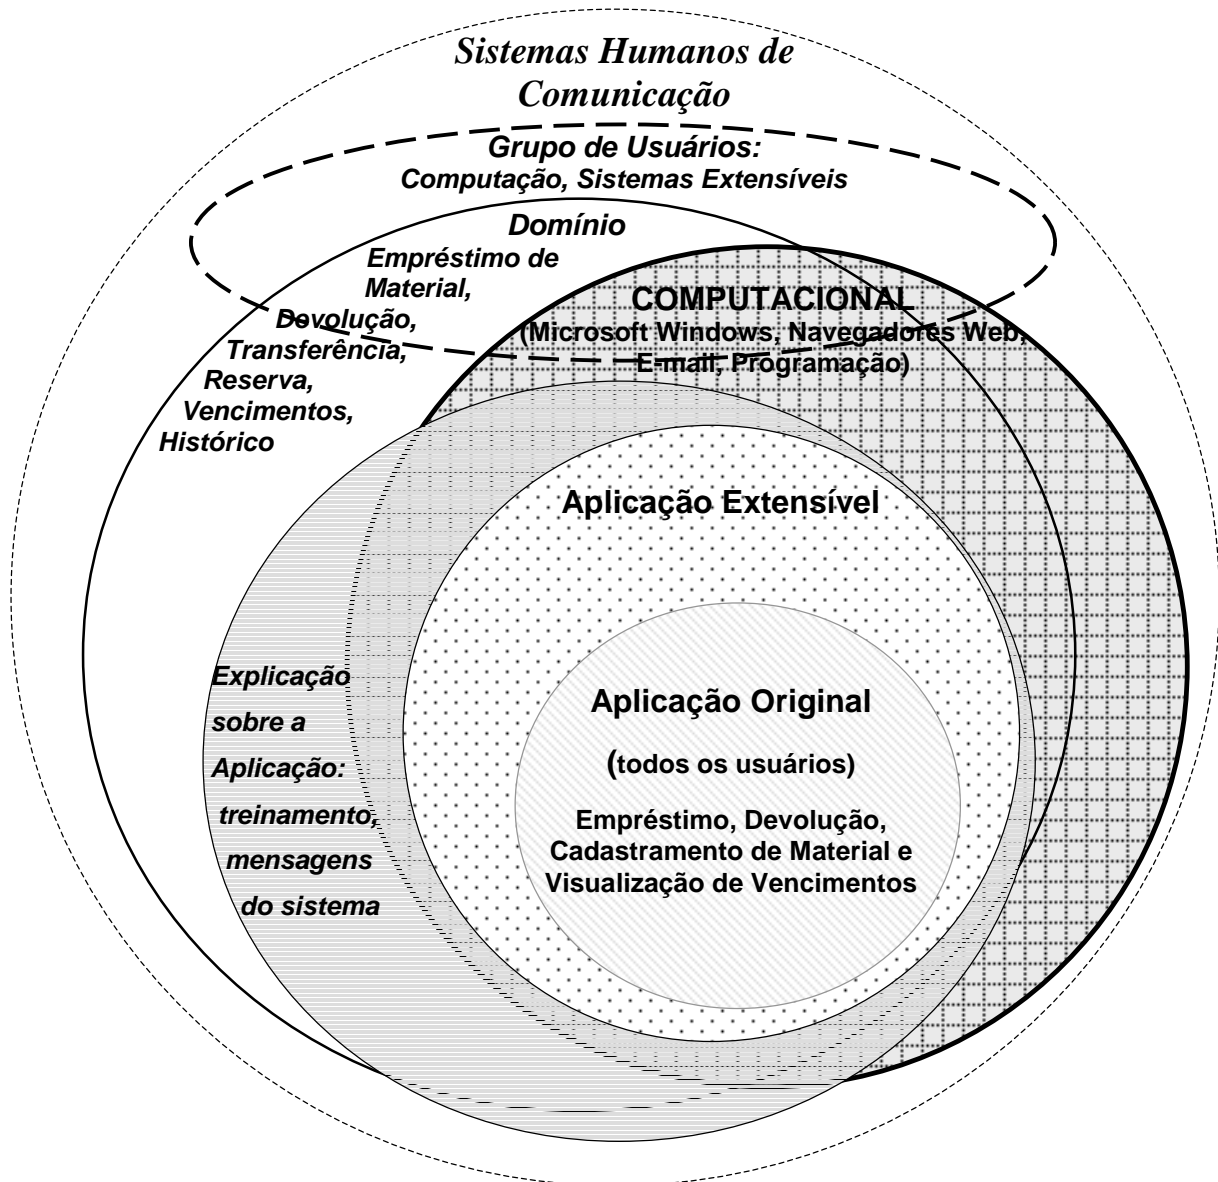 Sistemas Humanos de
Comunicação
Grupo de Usuários:
Computação, Sistemas Extensíveis
Domínio
Empréstimo de
Material,
Devolução,
Transferência,
Reserva,
Vencimentos,
Histórico
COMPUTACIONAL
(Microsoft Windows, Navegadores Web,
E-mail, Programação)
Aplicação Extensível
Explicação
sobre a
Aplicação:
treinamento,
mensagens
do sistema
Aplicação Original
(todos os usuários)
Empréstimo, Devolução,
Cadastramento de Material e
Visualização de Vencimentos